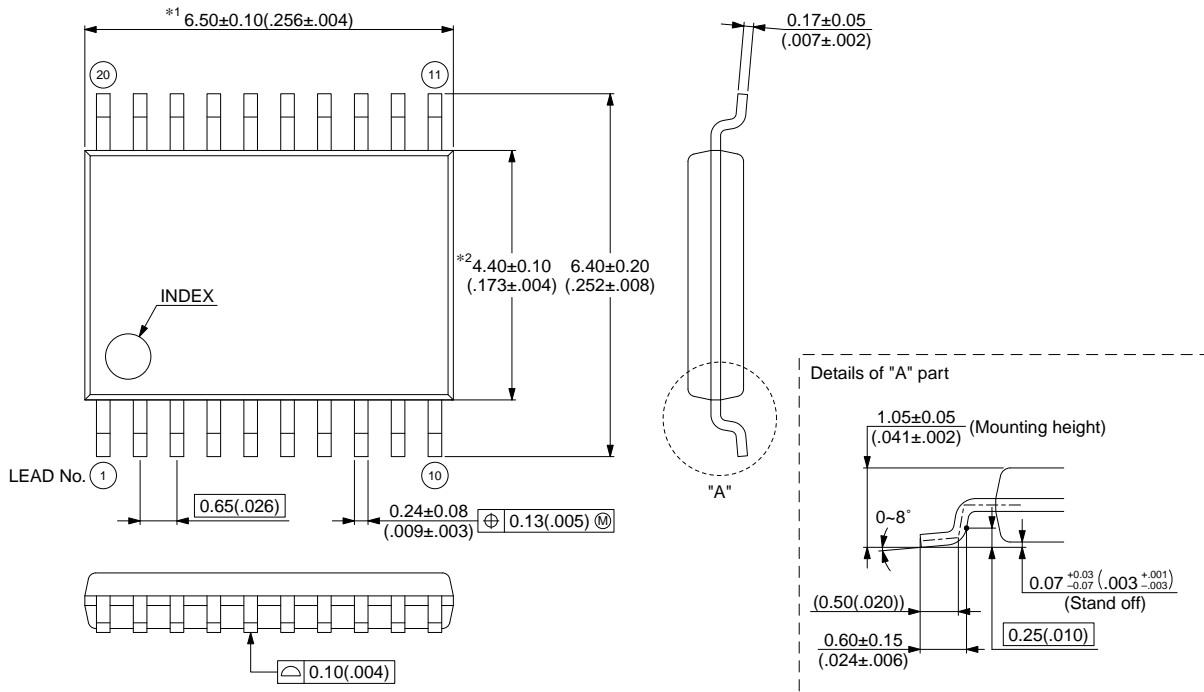 *1 6.50±0.10(.256±.004)
0.17±0.05
(.007±.002)
20
11
*2 4.40±0.10
(.173±.004)
6.40±0.20
(.252±.008)
INDEX
LEAD No.
1
10
0.65(.026)
0.24±0.08
(.009±.003)
⌖ 0.13(.005) Ⓜ
"A"
0.10(.004)
Details of "A" part
1.05±0.05
(.041±.002)
(Mounting height)
0~8°
0.07 +0.03 -0.07 (.003 +.001 -.003)
(Stand off)
(0.50(.020))
0.60±0.15
(.024±.006)
0.25(.010)